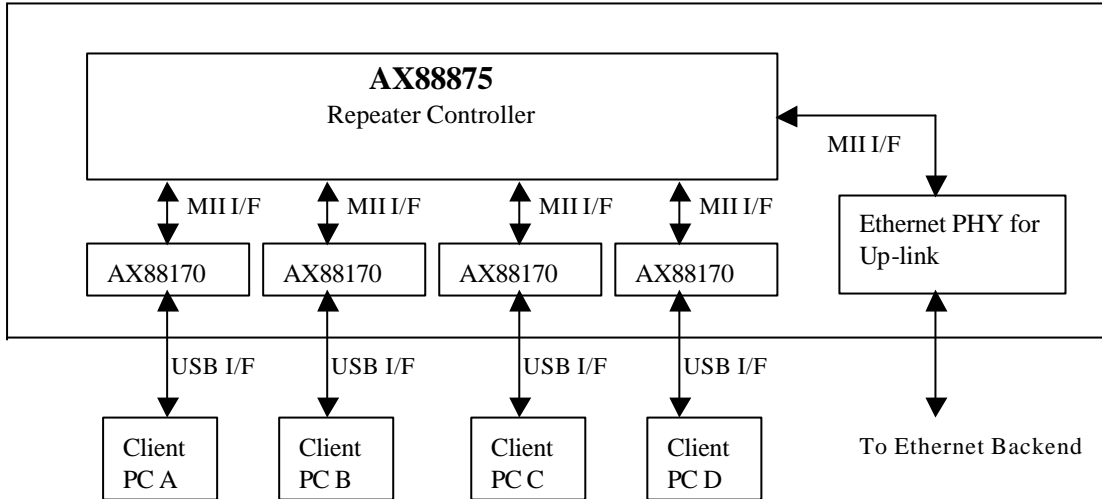 AX88875
Repeater Controller
MII I/F
MII I/F
MII I/F
MII I/F
MII I/F
Ethernet PHY for
Up-link
AX88170
AX88170
AX88170
AX88170
USB I/F
USB I/F
USB I/F
USB I/F
Client
PC A
Client
PC B
Client
PC C
Client
PC D
To Ethernet Backend